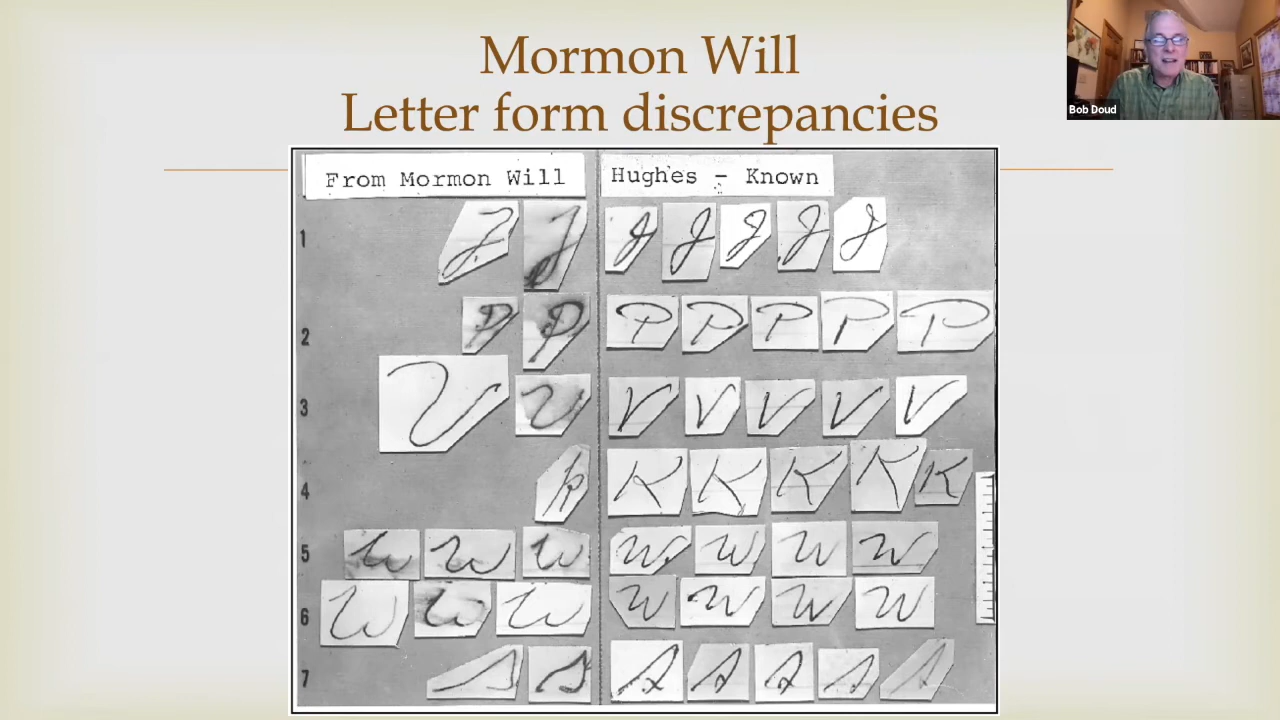 Mormon Will
Letter form discrepancies
Bob Doud
From Mormon Will
Hughes - Known
1 J J J J J J J
2 P P P P P P P
3 V V V V V V V
4 k K K K K K
5 W W W W W W W
6 W W W W W W W
7 A A A A A A A